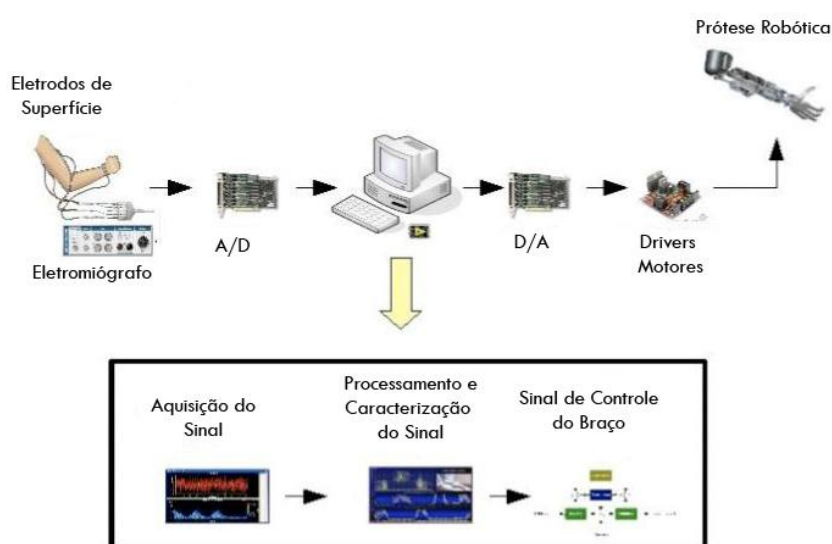 Prótese Robótica
Eletrodos de
Superfície
A/D
D/A
Drivers
Motores
Eletromiógrafo
Aquisição do
Sinal
Processamento e
Caracterização
do Sinal
Sinal de Controle
do Braço